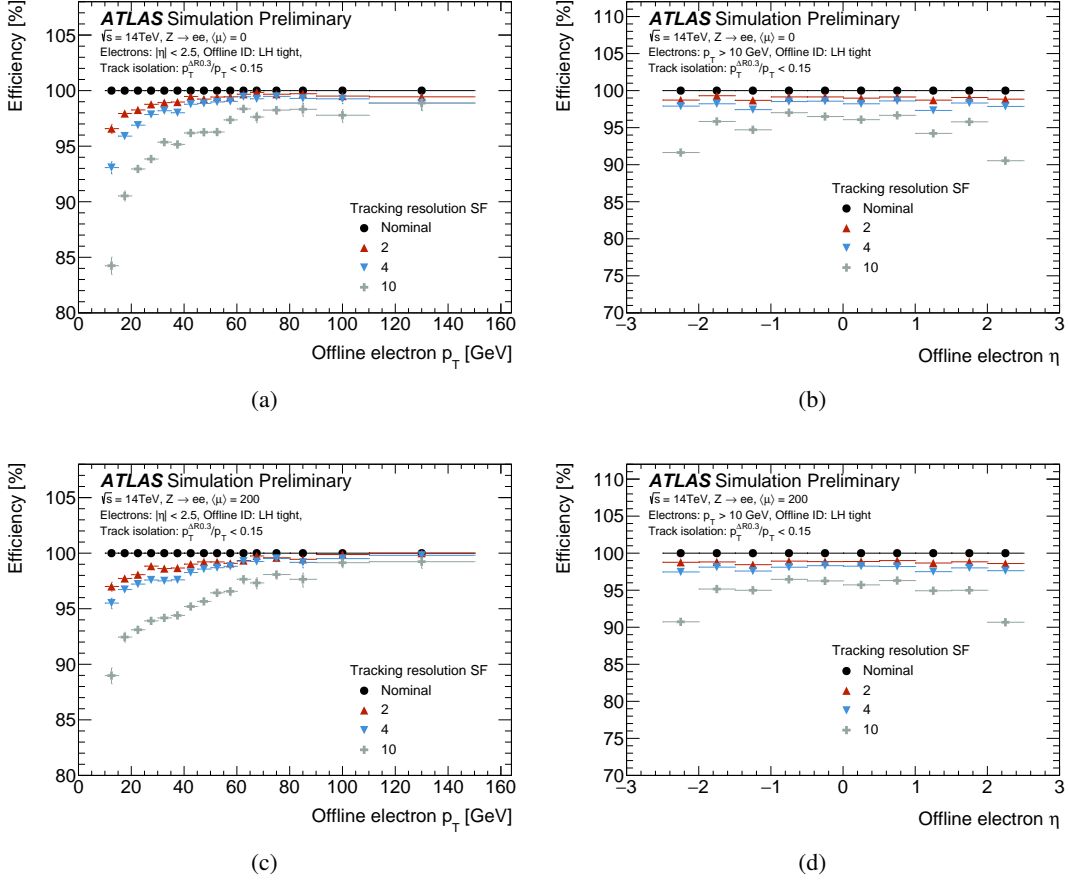 ATLAS Simulation Preliminary
√s = 14TeV, Z → ee, ⟨μ⟩ = 0
Electrons: |η| < 2.5, Offline ID: LH tight,
Track isolation: p_T^ΔR0.3/p_T < 0.15
Efficiency [%]
105
100
95
90
85
80
Tracking resolution SF
Nominal
2
4
10
0 20 40 60 80 100 120 140 160
Offline electron p_T [GeV]
(a)
ATLAS Simulation Preliminary
√s = 14TeV, Z → ee, ⟨μ⟩ = 0
Electrons: p_T > 10 GeV, Offline ID: LH tight
Track isolation: p_T^ΔR0.3/p_T < 0.15
Efficiency [%]
110
105
100
95
90
85
80
75
70
Tracking resolution SF
Nominal
2
4
10
−3 −2 −1 0 1 2 3
Offline electron η
(b)
ATLAS Simulation Preliminary
√s = 14TeV, Z → ee, ⟨μ⟩ = 200
Electrons: |η| < 2.5, Offline ID: LH tight,
Track isolation: p_T^ΔR0.3/p_T < 0.15
Efficiency [%]
105
100
95
90
85
80
Tracking resolution SF
Nominal
2
4
10
0 20 40 60 80 100 120 140 160
Offline electron p_T [GeV]
(c)
ATLAS Simulation Preliminary
√s = 14TeV, Z → ee, ⟨μ⟩ = 200
Electrons: p_T > 10 GeV, Offline ID: LH tight
Track isolation: p_T^ΔR0.3/p_T < 0.15
Efficiency [%]
110
105
100
95
90
85
80
75
70
Tracking resolution SF
Nominal
2
4
10
−3 −2 −1 0 1 2 3
Offline electron η
(d)